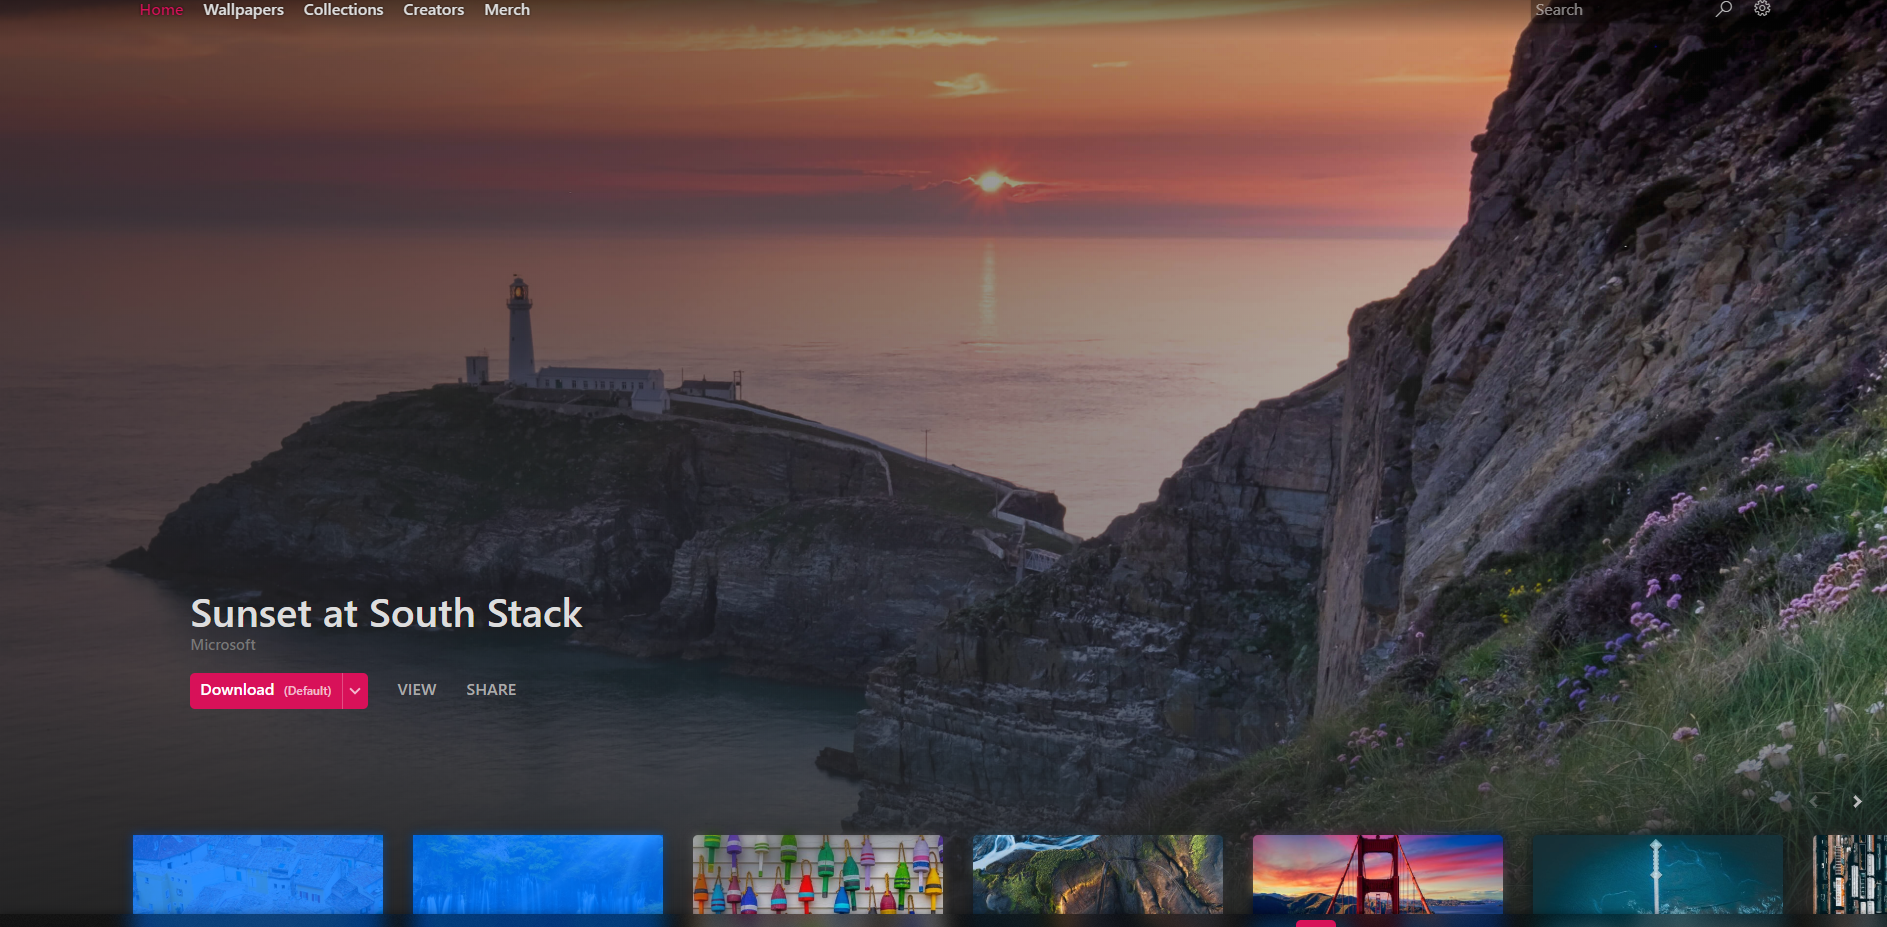 Home Wallpapers Collections Creators Merch Search
Sunset at South Stack
Microsoft
Download (Default) VIEW SHARE